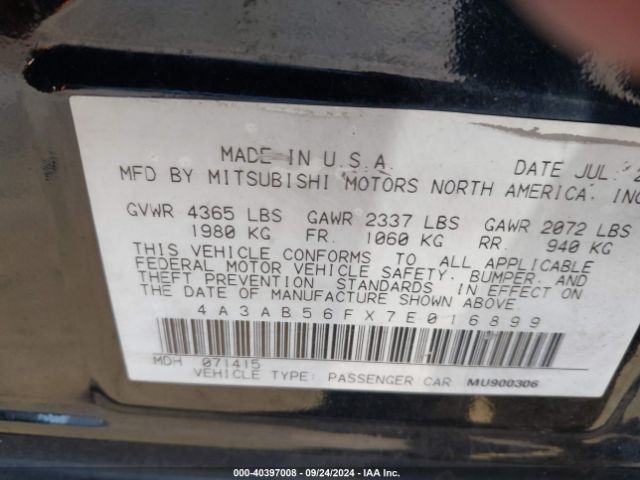 MADE IN U.S.A. DATE JUL.
MFD BY MITSUBISHI MOTORS NORTH AMERICA, INC
GVWR 4365 LBS GAWR 2337 LBS GAWR 2072 LBS
1980 KG FR. 1060 KG RR. 940 KG
THIS VEHICLE CONFORMS TO ALL APPLICABLE
FEDERAL MOTOR VEHICLE SAFETY, BUMPER, AND
THEFT PREVENTION STANDARDS IN EFFECT ON
THE DATE OF MANUFACTURE SHOWN ABOVE.
4A3AB56FX7E016899
MDH 071415
VEHICLE TYPE: PASSENGER CAR MU900306
000-40397008 - 09/24/2024 - IAA Inc.